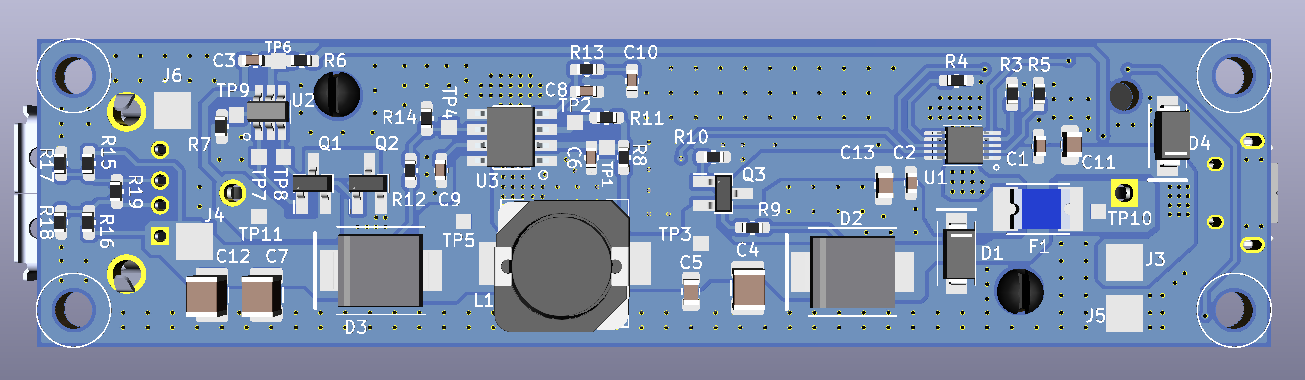 C3
TP6
R6
R13
C10
J6
TP9
U2
C8
TP2
R11
R4
R3
R5
R7
Q1
Q2
R14
TP4
D4
R17
R15
R19
TP7
TP8
R12
C9
U3
C6
TP1
R8
R10
Q3
C13
C2
U1
C1
C11
R18
R16
J4
TP11
TP5
TP3
R9
D2
D1
F1
TP10
C12
C7
D3
L1
C5
C4
J3
J5